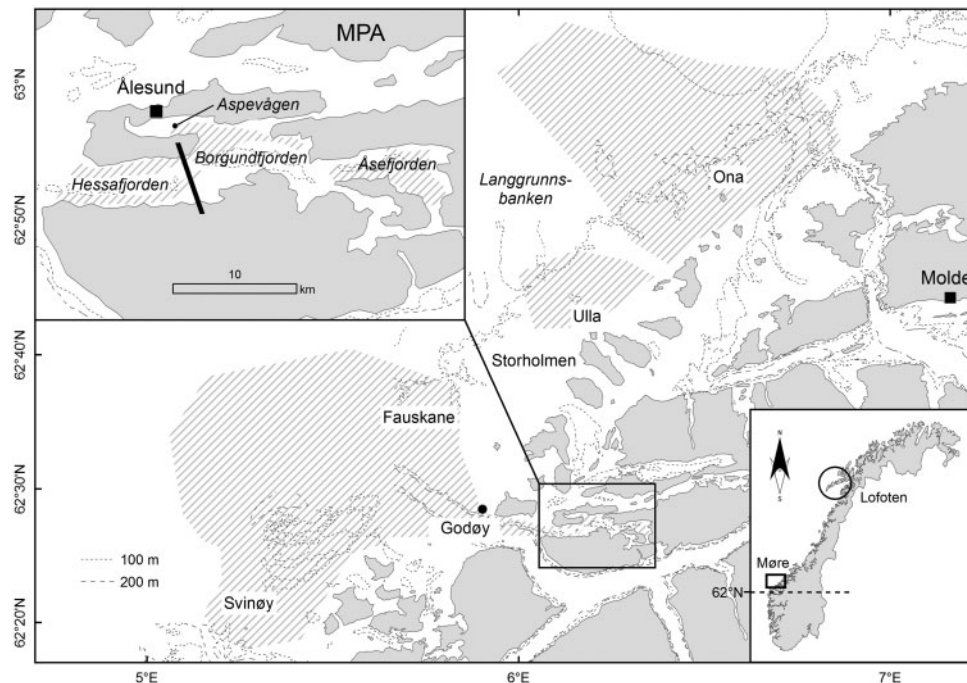 MPA
63°N
Ålesund
Aspevågen
Borgundfjorden
Åsefjorden
Hessafjorden
62°50'N
10
km
Langgrunns-
banken
Ona
Molde
Ulla
Storholmen
62°40'N
Fauskane
62°30'N
Godøy
100 m
200 m
Svinøy
62°20'N
N
S
Lofoten
Møre
62°N
5°E
6°E
7°E